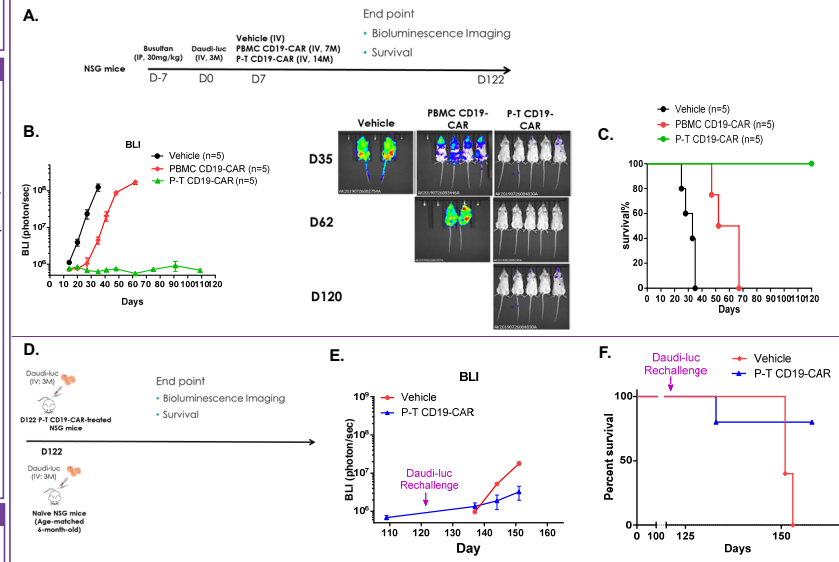 A.
End point
• Bioluminescence Imaging
• Survival
NSG mice
Busulfan
(IP, 30mg/kg)
Daudi-luc
(IV, 3M)
Vehicle (IV)
PBMC CD19-CAR (IV, 7M)
P-T CD19-CAR (IV, 14M)
D-7
D0
D7
D122
B.
BLI
Vehicle (n=5)
PBMC CD19-CAR (n=5)
P-T CD19-CAR (n=5)
BLI (photon/sec)
10⁸
10⁷
10⁶
0 10 20 30 40 50 60 70 80 90 100 110 120
Days
Vehicle
PBMC CD19-
CAR
P-T CD19-
CAR
D35
D62
D120
C.
Vehicle (n=5)
PBMC CD19-CAR (n=5)
P-T CD19-CAR (n=5)
survival%
100
80
60
40
20
0
0 10 20 30 40 50 60 70 80 90 100 110 120
Days
D.
Daudi-luc
(IV: 3M)
End point
• Bioluminescence Imaging
• Survival
D122 P-T CD19-CAR-treated
NSG mice
D122
Daudi-luc
(IV: 3M)
Naïve NSG mice
(Age-matched
6-month-old)
E.
BLI
Vehicle
P-T CD19-CAR
BLI (photon/sec)
10⁹
10⁸
10⁷
10⁶
Daudi-luc
Rechallenge
110 120 130 140 150 160
Day
F.
Daudi-luc
Rechallenge
Vehicle
P-T CD19-CAR
Percent survival
100
50
0
0 100 125 150
Days